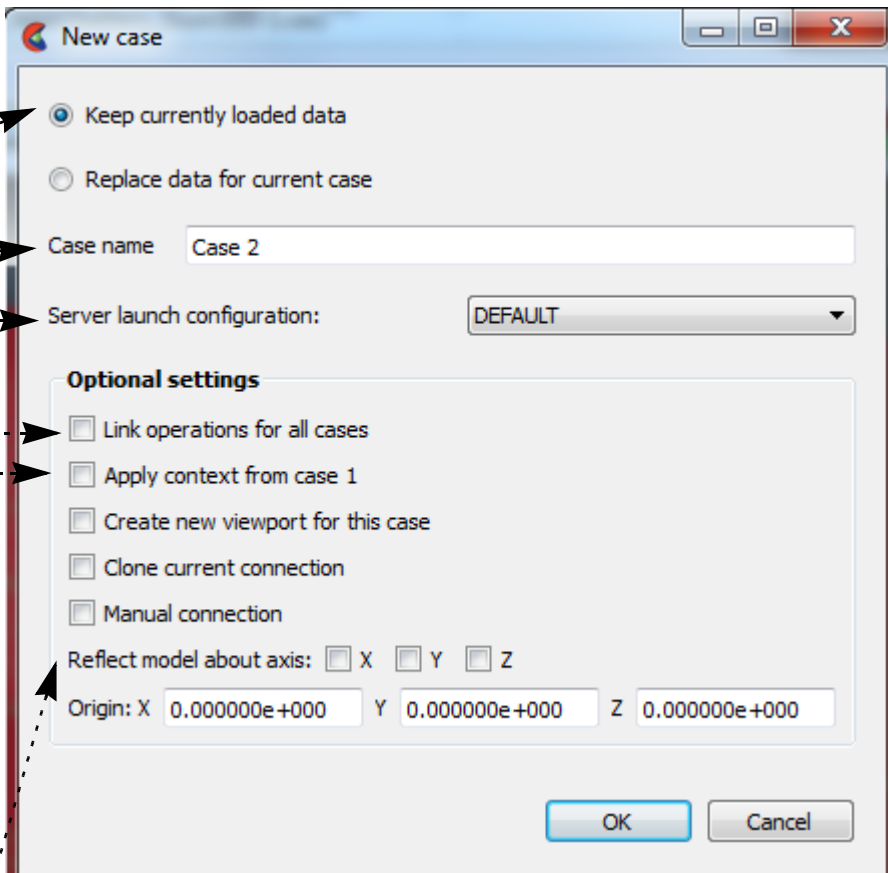 New case
Keep currently loaded data
Replace data for current case
Case name Case 2
Server launch configuration: DEFAULT
Optional settings
Link operations for all cases
Apply context from case 1
Create new viewport for this case
Clone current connection
Manual connection
Reflect model about axis: X Y Z
Origin: X 0.000000e+000 Y 0.000000e+000 Z 0.000000e+000
OK Cancel